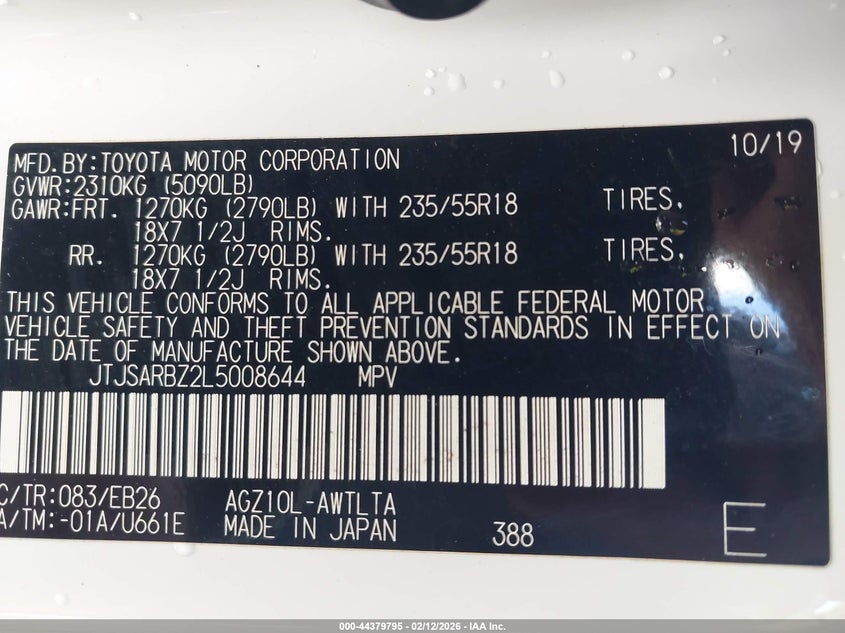 10/19
MFD.BY:TOYOTA MOTOR CORPORATION
GVWR:2310KG (5090LB)
GAWR:FRT. 1270KG (2790LB) WITH 235/55R18 TIRES,
18X7 1/2J RIMS.
RR. 1270KG (2790LB) WITH 235/55R18 TIRES,
18X7 1/2J RIMS.
THIS VEHICLE CONFORMS TO ALL APPLICABLE FEDERAL MOTOR
VEHICLE SAFETY AND THEFT PREVENTION STANDARDS IN EFFECT ON
THE DATE OF MANUFACTURE SHOWN ABOVE.
JTJSARBZ2L5008644 MPV
C/TR:083/EB26 AGZ10L-AWTLTA
A/TM:-01A/U661E MADE IN JAPAN 388 E
000-44379795 — 02/12/2026 — IAA Inc.